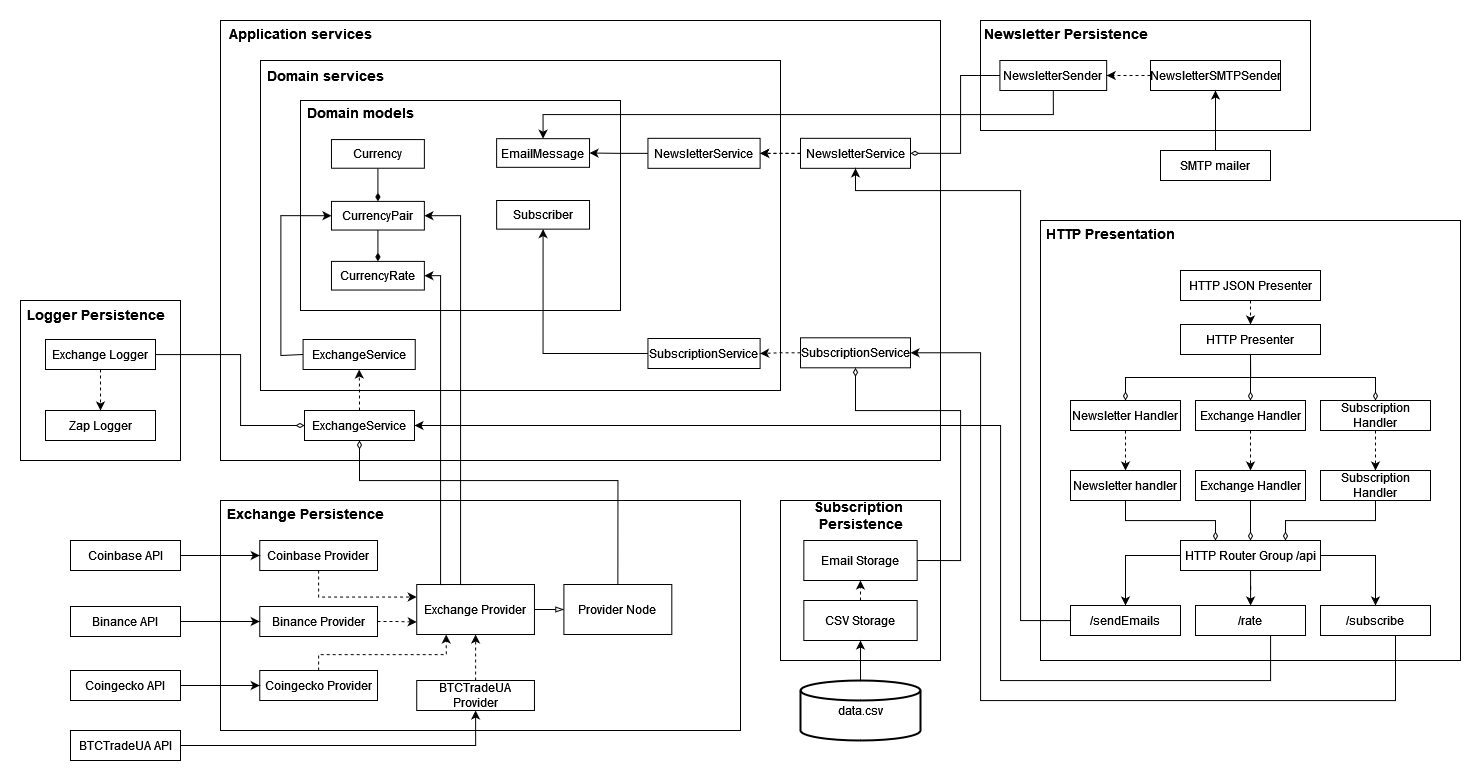 Application services
Domain services
Domain models
Currency
CurrencyPair
CurrencyRate
EmailMessage
Subscriber
NewsletterService
NewsletterService
ExchangeService
SubscriptionService
SubscriptionService
ExchangeService
Newsletter Persistence
NewsletterSender
NewsletterSMTPSender
SMTP mailer
Logger Persistence
Exchange Logger
Zap Logger
HTTP Presentation
HTTP JSON Presenter
HTTP Presenter
Newsletter Handler
Exchange Handler
Subscription
Handler
Newsletter handler
Exchange Handler
Subscription
Handler
HTTP Router Group /api
/sendEmails
/rate
/subscribe
Exchange Persistence
Coinbase API
Coinbase Provider
Binance API
Binance Provider
Coingecko API
Coingecko Provider
BTCTradeUA API
BTCTradeUA
Provider
Exchange Provider
Provider Node
Subscription
Persistence
Email Storage
CSV Storage
data.csv